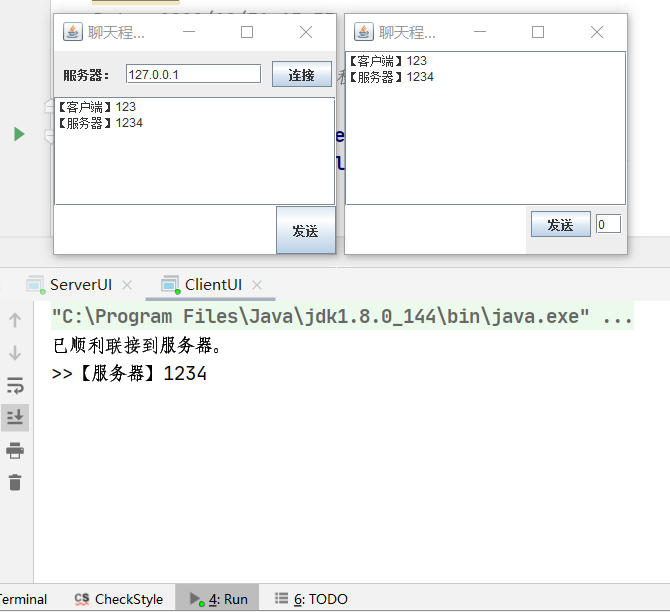 聊天程...
服务器： 127.0.0.1 连接
【客户端】123
【服务器】1234
发送
聊天程...
【客户端】123
【服务器】1234
发送 0
ServerUI ClientUI
"C:\Program Files\Java\jdk1.8.0_144\bin\java.exe" ...
已顺利联接到服务器。
>>【服务器】1234
Terminal CheckStyle 4: Run 6: TODO